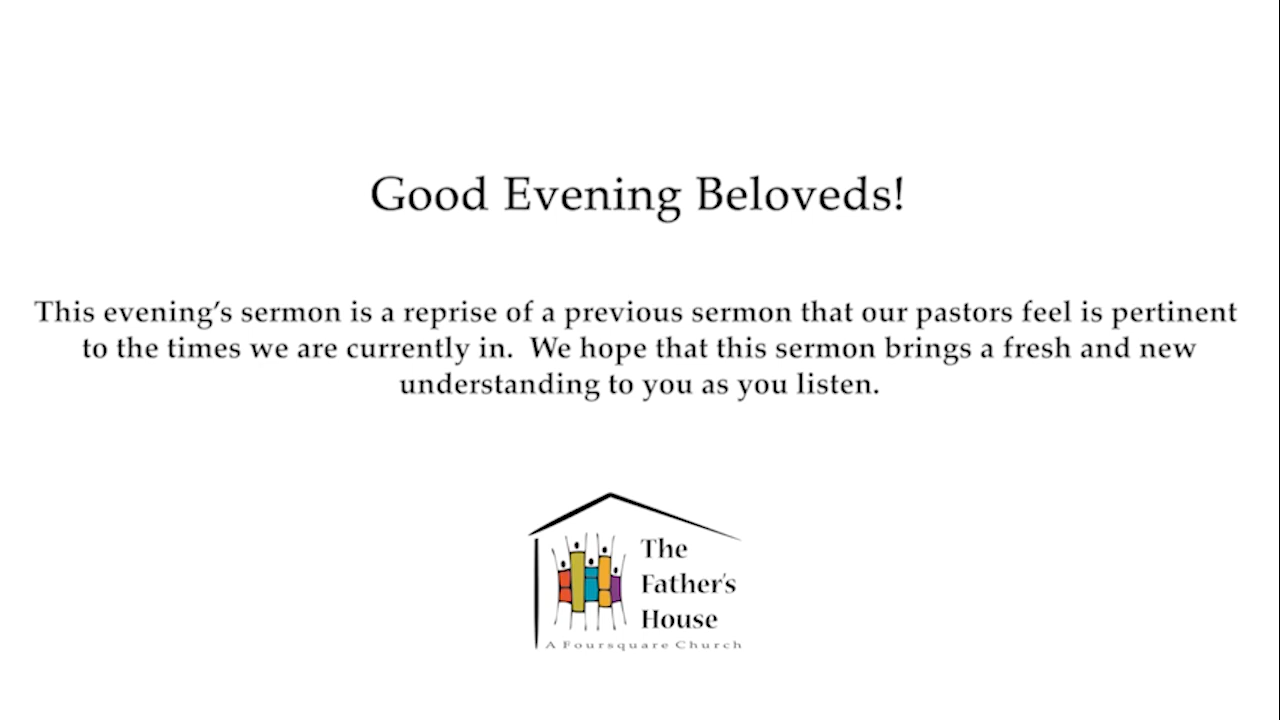 Good Evening Beloveds!
This evening’s sermon is a reprise of a previous sermon that our pastors feel is pertinent
to the times we are currently in.  We hope that this sermon brings a fresh and new
understanding to you as you listen.
The
Father's
House
A Foursquare Church